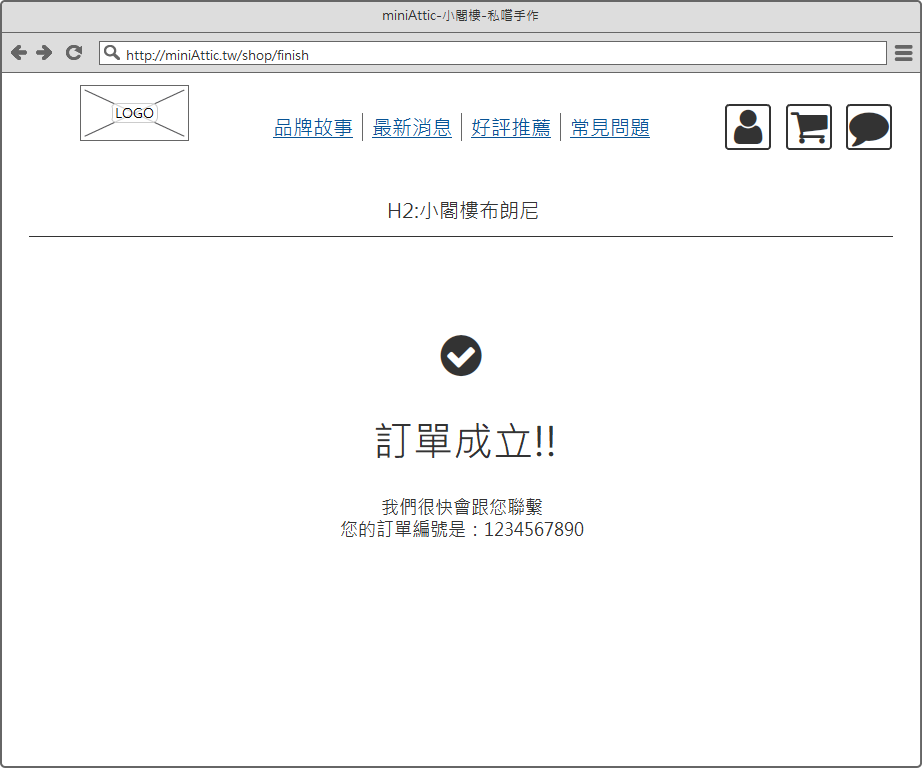 miniAttic-小閣樓-私嚐手作
http://miniAttic.tw/shop/finish
LOGO
品牌故事 最新消息 好評推薦 常見問題
H2:小閣樓布朗尼
訂單成立!!
我們很快會跟您聯繫
您的訂單編號是：1234567890